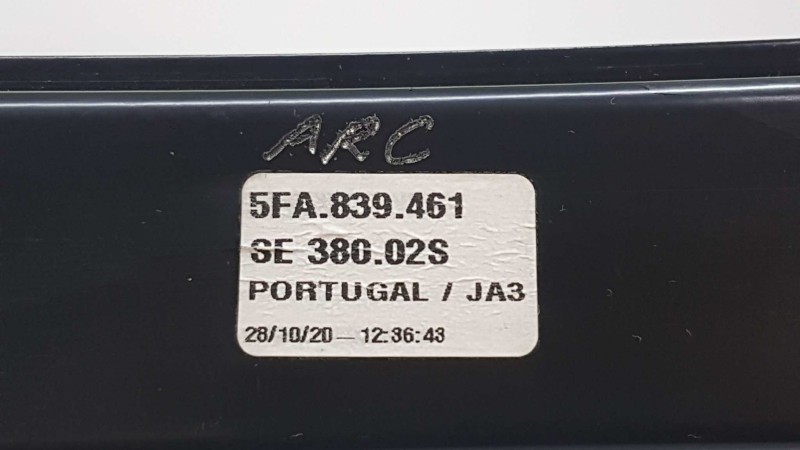 ARC
5FA.839.461
SE 380.02S
PORTUGAL / JA3
28/10/20 — 12:36:43